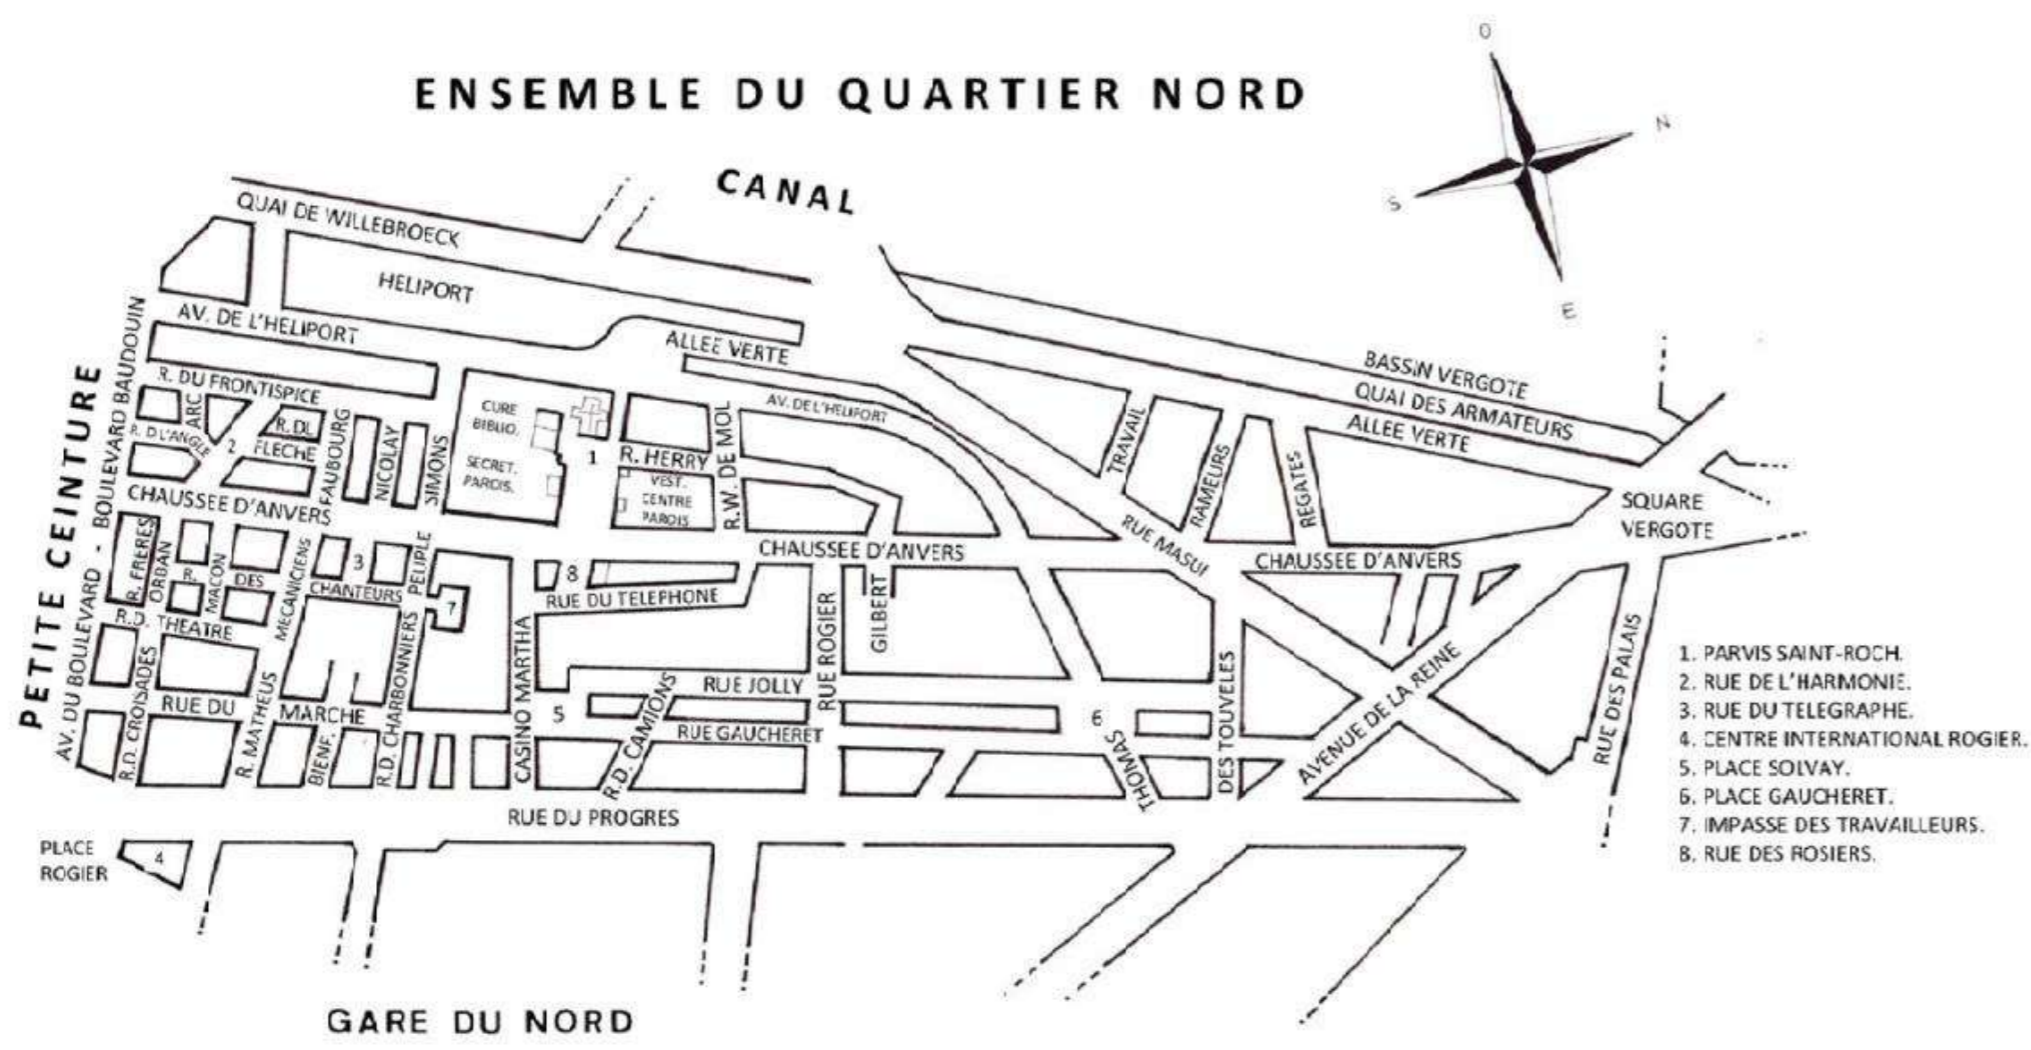 ENSEMBLE DU QUARTIER NORD
O
N
S
E
CANAL
QUAI DE WILLEBROECK
HELIPORT
AV. DE L'HELIPORT
ALLEE VERTE
BASSIN VERGOTE
QUAI DES ARMATEURS
ALLEE VERTE
PETITE CEINTURE
AV. DU BOULEVARD - BOULEVARD BAUDOUIN
R. DU FRONTISPICE
ARC
R. D L'ANGLE
2
R. DL
FLECHE
FAUBOURG
NICOLAY
SIMONS
CURE
BIBLIO.
SECRET.
PAROIS.
1
R. HERRY
VEST.
CENTRE
PAROIS
R.W. DE MOL
AV. DE L'HELIPORT
TRAVAIL
RAMEURS
REGATES
SQUARE
VERGOTE
CHAUSSEE D'ANVERS
CHAUSSEE D'ANVERS
RUE MASUI
CHAUSSEE D'ANVERS
R. FRERES
ORBAN
R.
MACON
DES
MECANICIENS
3
CHANTEURS
PEUPLE
7
8
RUE DU TELEPHONE
RUE ROGIER
GILBERT
R.D. THEATRE
R.D. CROISADES
RUE DU
MARCHE
R. MATHEUS
BIENF.
R.D. CHARBONNIERS
CASINO MARTHA
5
R.D. CAMIONS
RUE JOLLY
RUE GAUCHERET
6
THOMAS
DES TOUVELES
AVENUE DE LA REINE
RUE DES PALAIS
RUE DU PROGRES
PLACE
ROGIER
4
GARE DU NORD
1. PARVIS SAINT-ROCH.
2. RUE DE L'HARMONIE.
3. RUE DU TELEGRAPHE.
4. CENTRE INTERNATIONAL ROGIER.
5. PLACE SOLVAY.
6. PLACE GAUCHERET.
7. IMPASSE DES TRAVAILLEURS.
8. RUE DES ROSIERS.